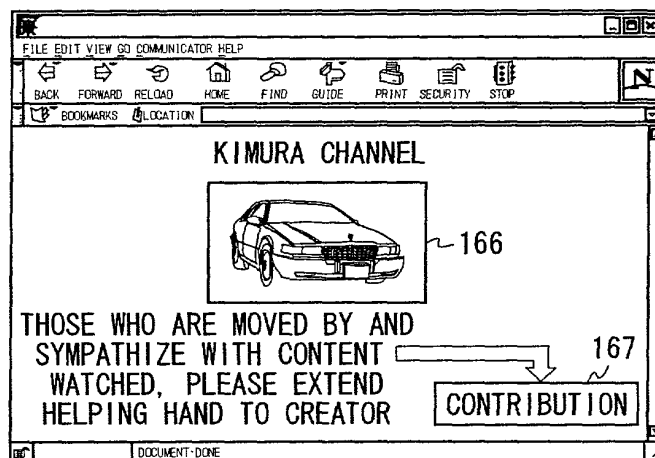 FILE EDIT VIEW GO COMMUNICATOR HELP
BACK FORWARD RELOAD HOME FIND GUIDE PRINT SECURITY STOP
N
BOOKMARKS LOCATION
KIMURA CHANNEL
166
THOSE WHO ARE MOVED BY AND
SYMPATHIZE WITH CONTENT
WATCHED, PLEASE EXTEND
HELPING HAND TO CREATOR
167
CONTRIBUTION
DOCUMENT-DONE